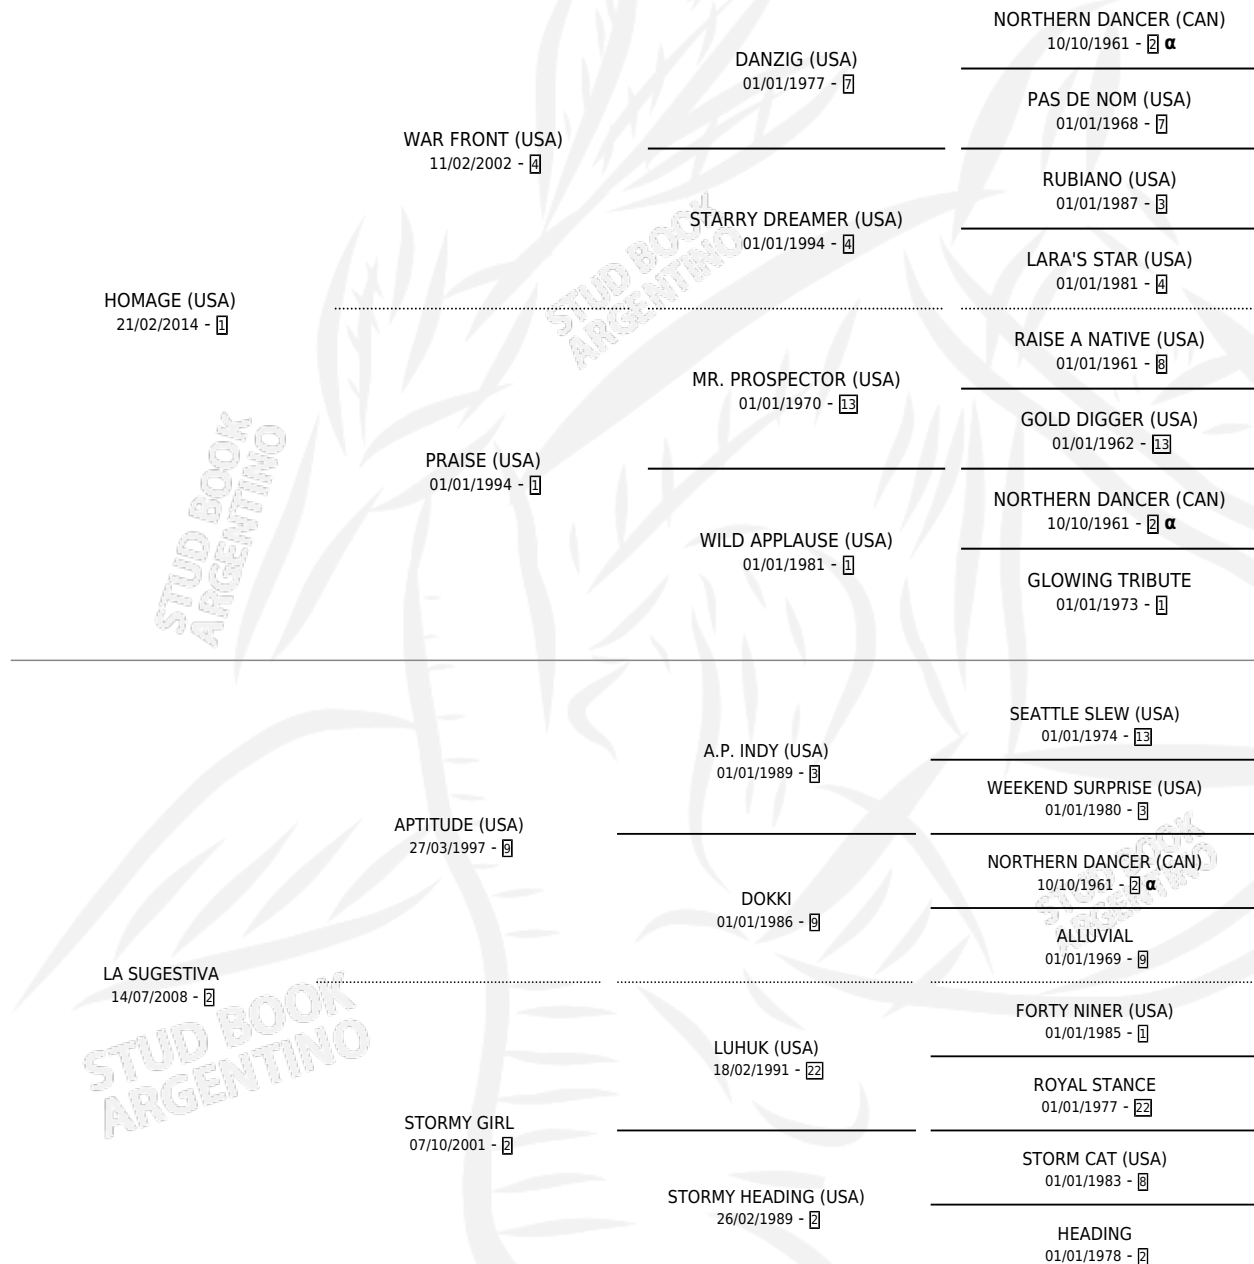 NORTHERN DANCER (CAN)
10/10/1961 - 2 α
DANZIG (USA)
01/01/1977 - 7
PAS DE NOM (USA)
01/01/1968 - 7
WAR FRONT (USA)
11/02/2002 - 4
RUBIANO (USA)
01/01/1987 - 3
STARRY DREAMER (USA)
01/01/1994 - 4
LARA'S STAR (USA)
01/01/1981 - 4
HOMAGE (USA)
21/02/2014 - 1
RAISE A NATIVE (USA)
01/01/1961 - 8
MR. PROSPECTOR (USA)
01/01/1970 - 13
GOLD DIGGER (USA)
01/01/1962 - 13
PRAISE (USA)
01/01/1994 - 1
NORTHERN DANCER (CAN)
10/10/1961 - 2 α
WILD APPLAUSE (USA)
01/01/1981 - 1
GLOWING TRIBUTE
01/01/1973 - 1
SEATTLE SLEW (USA)
01/01/1974 - 13
A.P. INDY (USA)
01/01/1989 - 3
WEEKEND SURPRISE (USA)
01/01/1980 - 3
APTITUDE (USA)
27/03/1997 - 9
NORTHERN DANCER (CAN)
10/10/1961 - 2 α
DOKKI
01/01/1986 - 9
ALLUVIAL
01/01/1969 - 9
LA SUGESTIVA
14/07/2008 - 2
FORTY NINER (USA)
01/01/1985 - 1
LUHUK (USA)
18/02/1991 - 22
ROYAL STANCE
01/01/1977 - 22
STORMY GIRL
07/10/2001 - 2
STORM CAT (USA)
01/01/1983 - 8
STORMY HEADING (USA)
26/02/1989 - 2
HEADING
01/01/1978 - 2
STUD BOOK
ARGENTINO
STUD BOOK
ARGENTINO
STUD BOOK
ARGENTINO
STUD BOOK
ARGENTINO